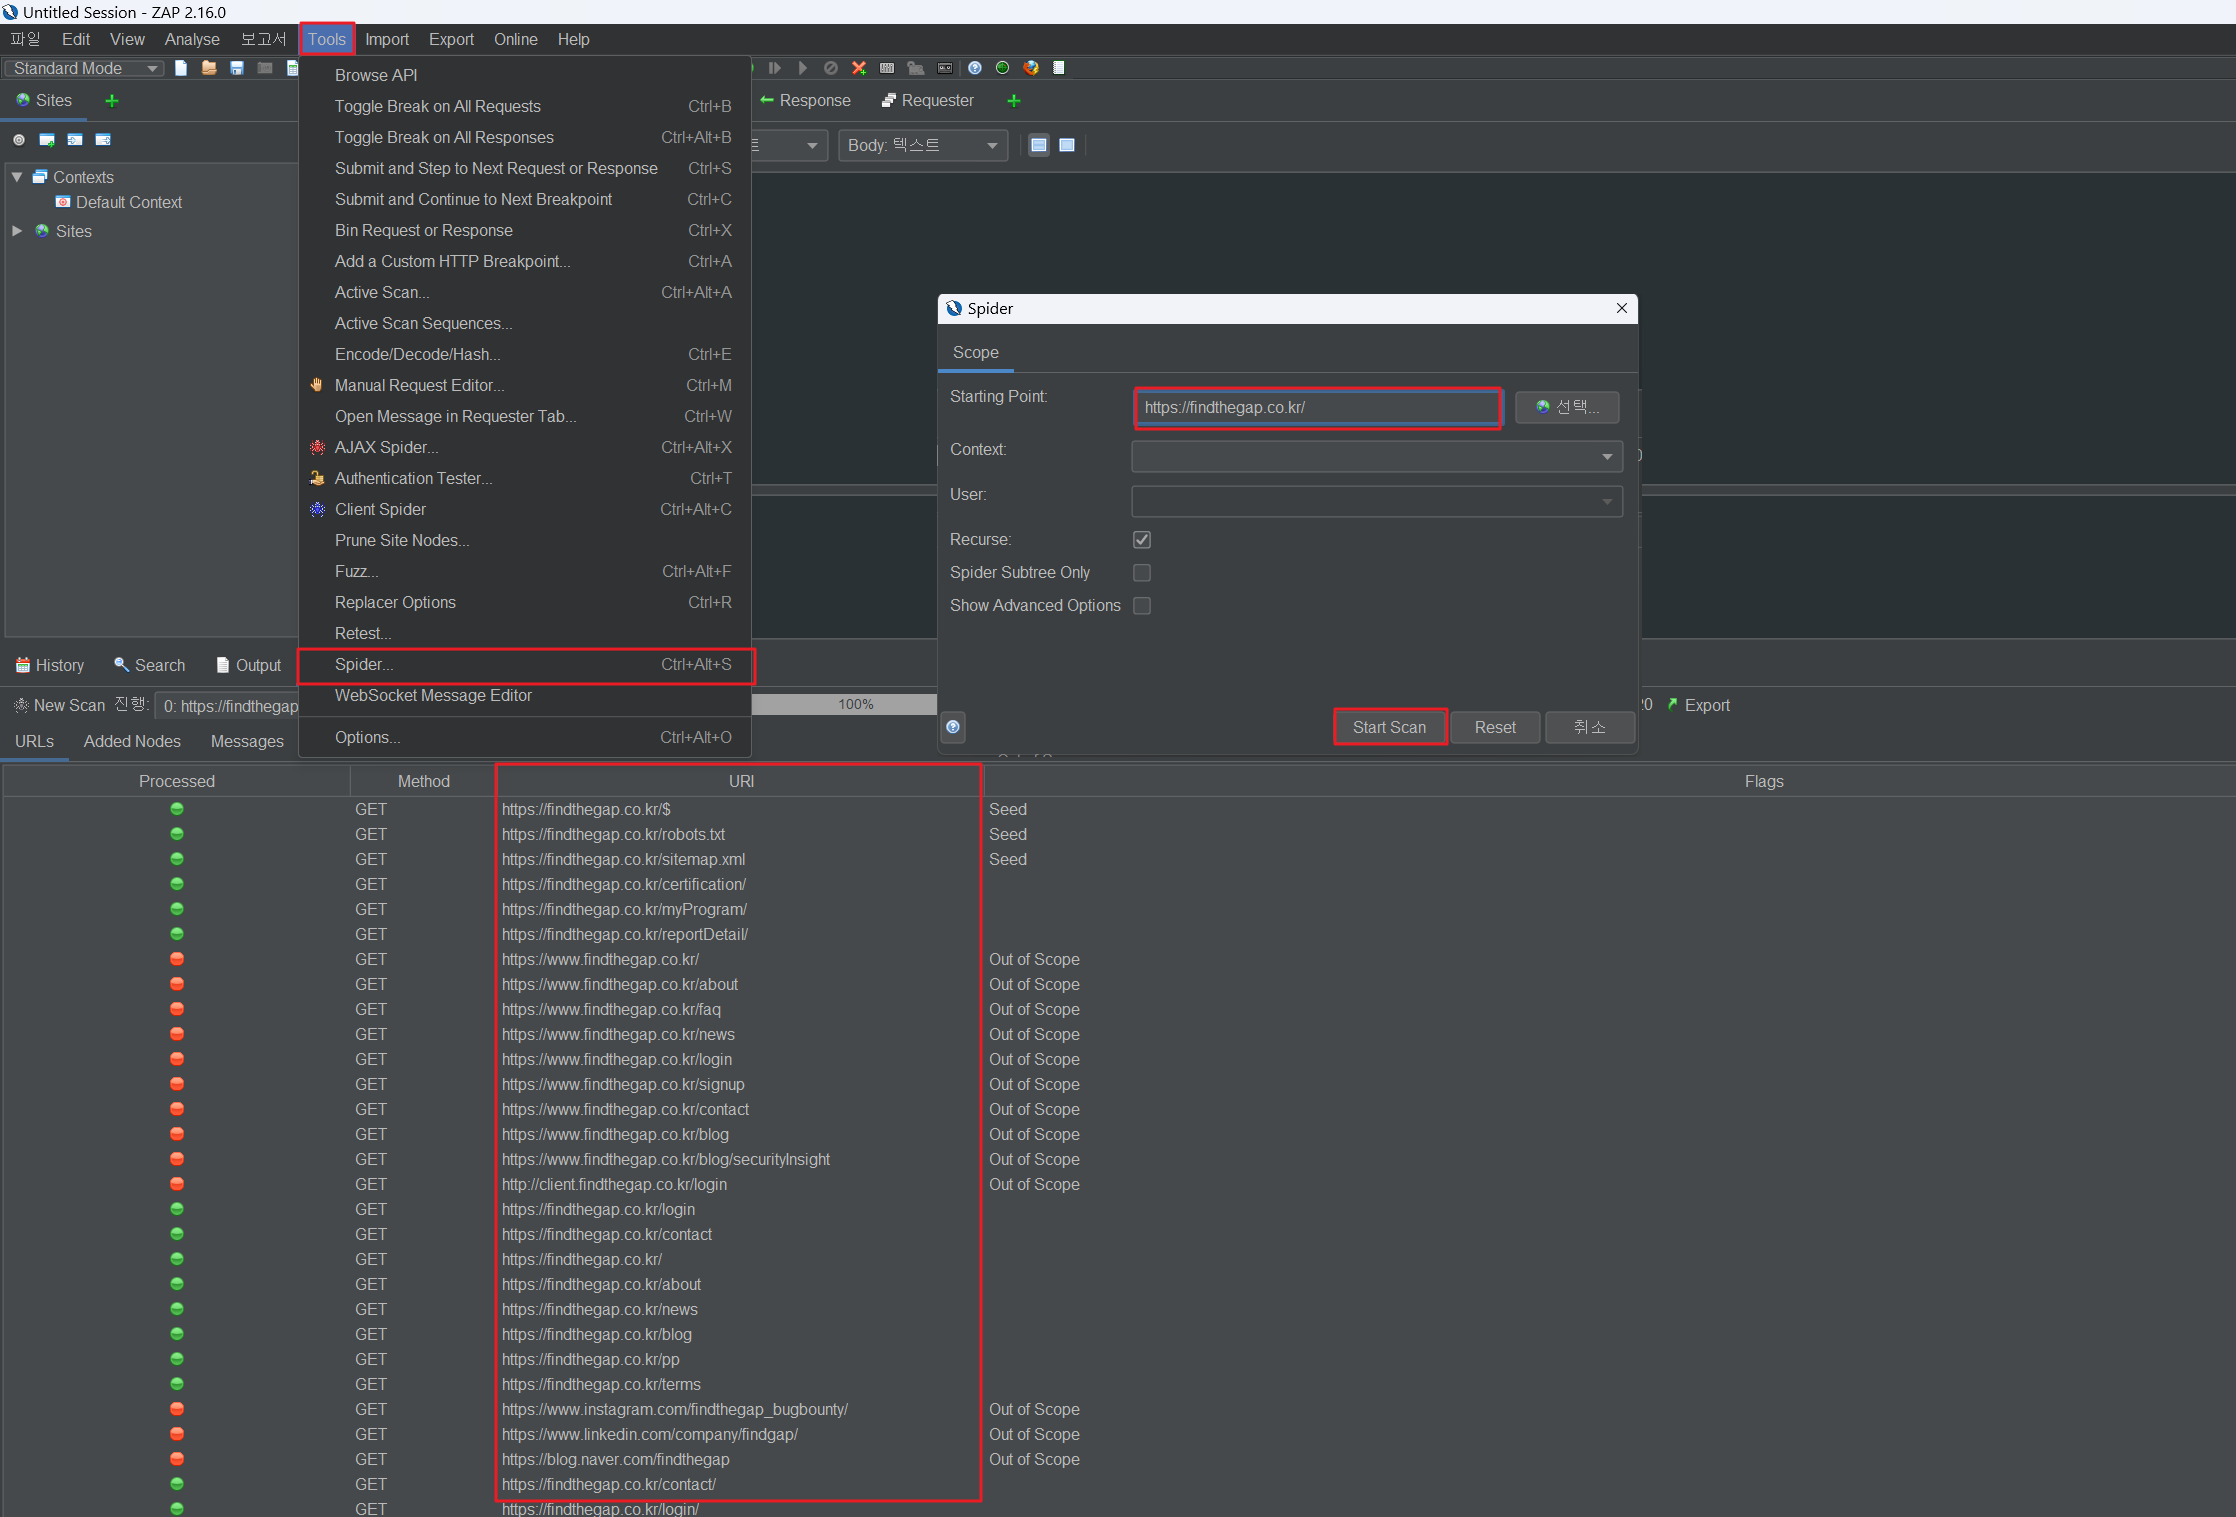 Untitled Session - ZAP 2.16.0
파일 Edit View Analyse 보고서 Tools Import Export Online Help
Standard Mode
Sites
Response Requester
Body: 텍스트
Contexts
Default Context
Sites
Browse API
Toggle Break on All Requests Ctrl+B
Toggle Break on All Responses Ctrl+Alt+B
Submit and Step to Next Request or Response Ctrl+S
Submit and Continue to Next Breakpoint Ctrl+C
Bin Request or Response Ctrl+X
Add a Custom HTTP Breakpoint... Ctrl+A
Active Scan... Ctrl+Alt+A
Active Scan Sequences...
Encode/Decode/Hash... Ctrl+E
Manual Request Editor... Ctrl+M
Open Message in Requester Tab... Ctrl+W
AJAX Spider... Ctrl+Alt+X
Authentication Tester... Ctrl+T
Client Spider Ctrl+Alt+C
Prune Site Nodes...
Fuzz... Ctrl+Alt+F
Replacer Options Ctrl+R
Retest...
Spider... Ctrl+Alt+S
WebSocket Message Editor
Options... Ctrl+Alt+O
Spider
Scope
Starting Point: https://findthegap.co.kr/ 선택...
Context:
User:
Recurse:
Spider Subtree Only
Show Advanced Options
Start Scan Reset 취소
History Search Output
New Scan 진행: 0: https://findthegap 100% Export
URLs Added Nodes Messages
Processed Method URI Flags
GET https://findthegap.co.kr/$ Seed
GET https://findthegap.co.kr/robots.txt Seed
GET https://findthegap.co.kr/sitemap.xml Seed
GET https://findthegap.co.kr/certification/
GET https://findthegap.co.kr/myProgram/
GET https://findthegap.co.kr/reportDetail/
GET https://www.findthegap.co.kr/ Out of Scope
GET https://www.findthegap.co.kr/about Out of Scope
GET https://www.findthegap.co.kr/faq Out of Scope
GET https://www.findthegap.co.kr/news Out of Scope
GET https://www.findthegap.co.kr/login Out of Scope
GET https://www.findthegap.co.kr/signup Out of Scope
GET https://www.findthegap.co.kr/contact Out of Scope
GET https://www.findthegap.co.kr/blog Out of Scope
GET https://www.findthegap.co.kr/blog/securityInsight Out of Scope
GET http://client.findthegap.co.kr/login Out of Scope
GET https://findthegap.co.kr/login
GET https://findthegap.co.kr/contact
GET https://findthegap.co.kr/
GET https://findthegap.co.kr/about
GET https://findthegap.co.kr/news
GET https://findthegap.co.kr/blog
GET https://findthegap.co.kr/pp
GET https://findthegap.co.kr/terms
GET https://www.instagram.com/findthegap_bugbounty/ Out of Scope
GET https://www.linkedin.com/company/findgap/ Out of Scope
GET https://blog.naver.com/findthegap Out of Scope
GET https://findthegap.co.kr/contact/
GET https://findthegap.co.kr/login/